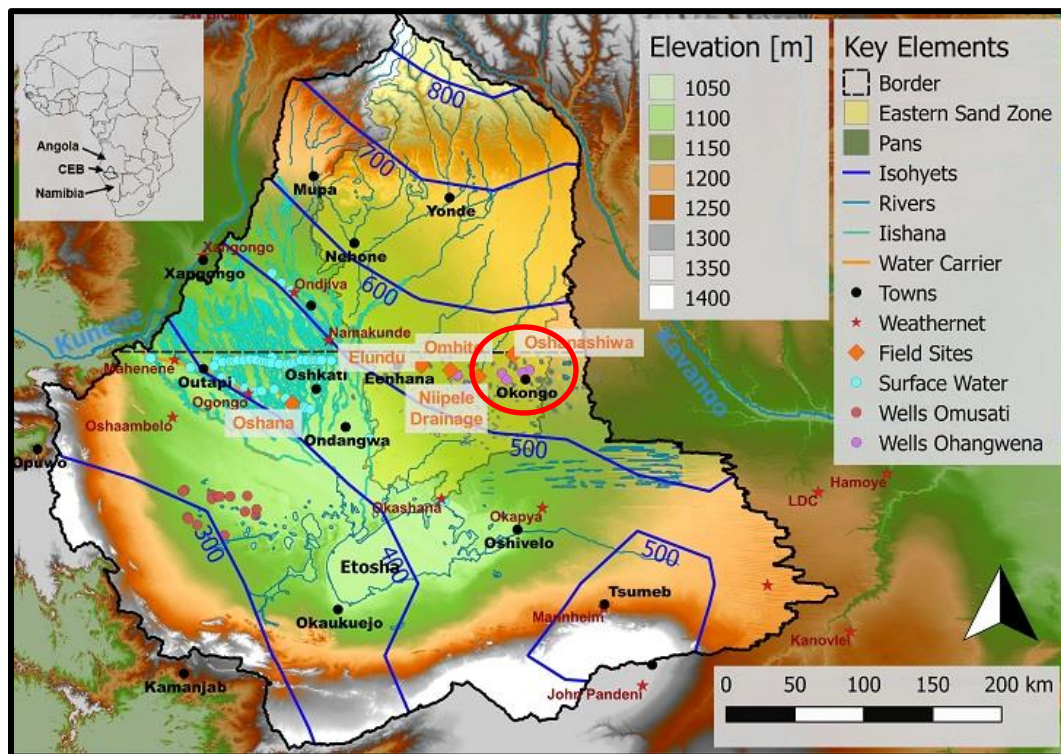 Angola
CEB
Namibia
Elevation [m]
1050
1100
1150
1200
1250
1300
1350
1400
Key Elements
Border
Eastern Sand Zone
Pans
Isohyets
Rivers
Iishana
Water Carrier
Towns
Weathernet
Field Sites
Surface Water
Wells Omusati
Wells Ohangwena
800
700
Mupa
Yonde
Xangongo
Nehone
Xangongo
Ondjiva
600
Kunene
Namakunde
Kavango
Mahenene
Elundu
Omhito
Oshanashiwa
Outapi
Oshkati
Eenhana
Okongo
Ogongo
Niipele
Drainage
Oshaambelo
Oshana
Ondangwa
500
Opuwo
Okashana
Okapya
LDC
Hamoye
300
400
Oshivelo
Etosha
500
Tsumeb
Okaukuejo
Mannheim
Kanovlei
Kamanjab
John Pandeni
0 50 100 150 200 km